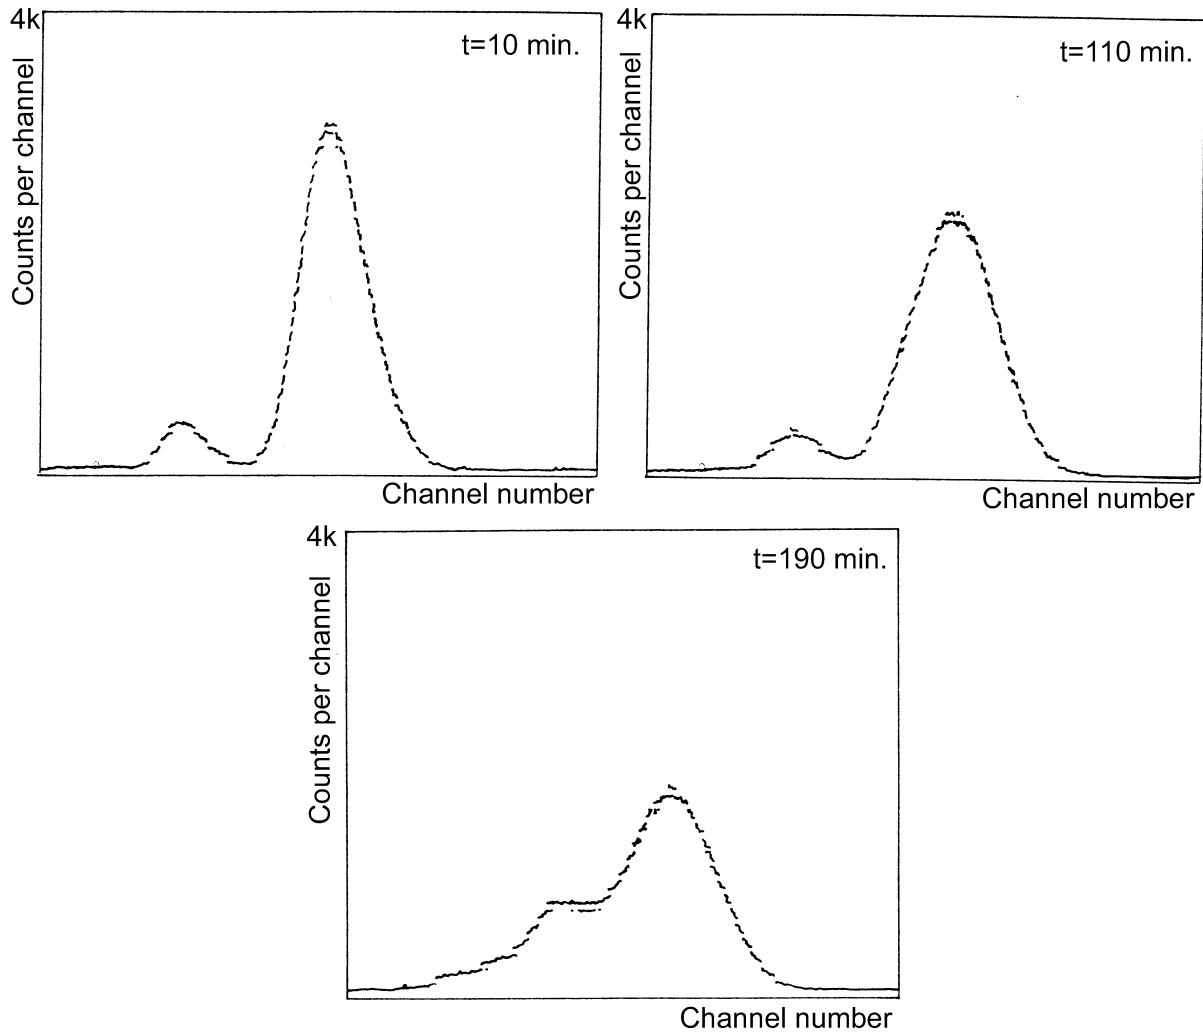 4k
t=10 min.
Counts per channel
Channel number
4k
t=110 min.
Counts per channel
Channel number
4k
t=190 min.
Counts per channel
Channel number